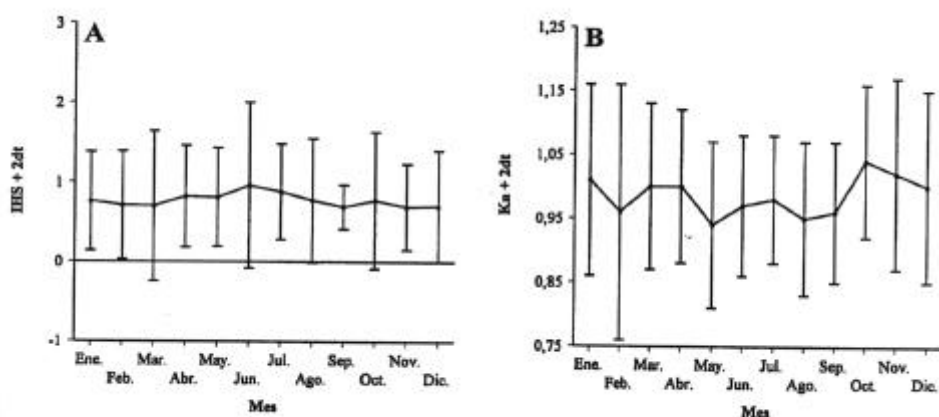 A
3
2
1
0
-1
IHS + 2dt
Ene. Mar. May. Jul. Sep. Nov.
Feb. Abr. Jun. Ago. Oct. Dic.
Mes
B
1,25
1,15
1,05
0,95
0,85
0,75
Ka + 2dt
Ene. Mar. May. Jul. Sep. Nov.
Feb. Abr. Jun. Ago. Oct. Dic.
Mes